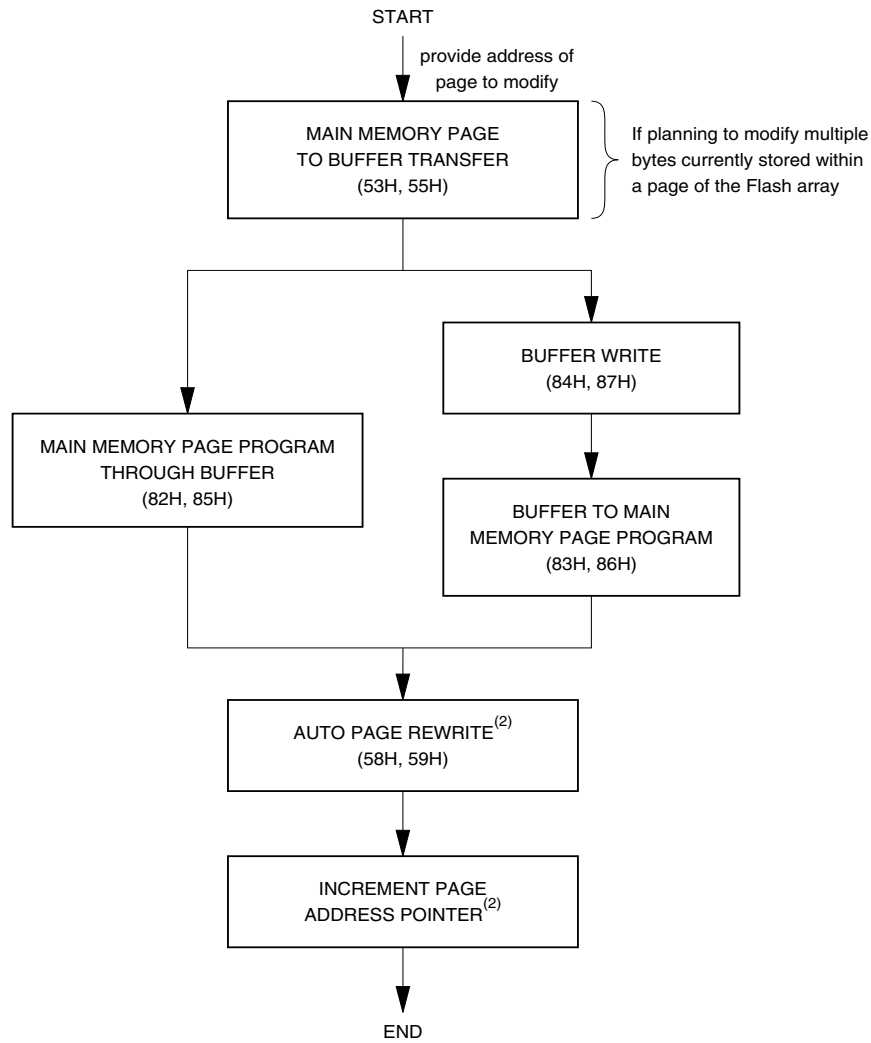 START
provide address of
page to modify
MAIN MEMORY PAGE
TO BUFFER TRANSFER
(53H, 55H)
If planning to modify multiple
bytes currently stored within
a page of the Flash array
BUFFER WRITE
(84H, 87H)
MAIN MEMORY PAGE PROGRAM
THROUGH BUFFER
(82H, 85H)
BUFFER TO MAIN
MEMORY PAGE PROGRAM
(83H, 86H)
AUTO PAGE REWRITE(2)
(58H, 59H)
INCREMENT PAGE
ADDRESS POINTER(2)
END